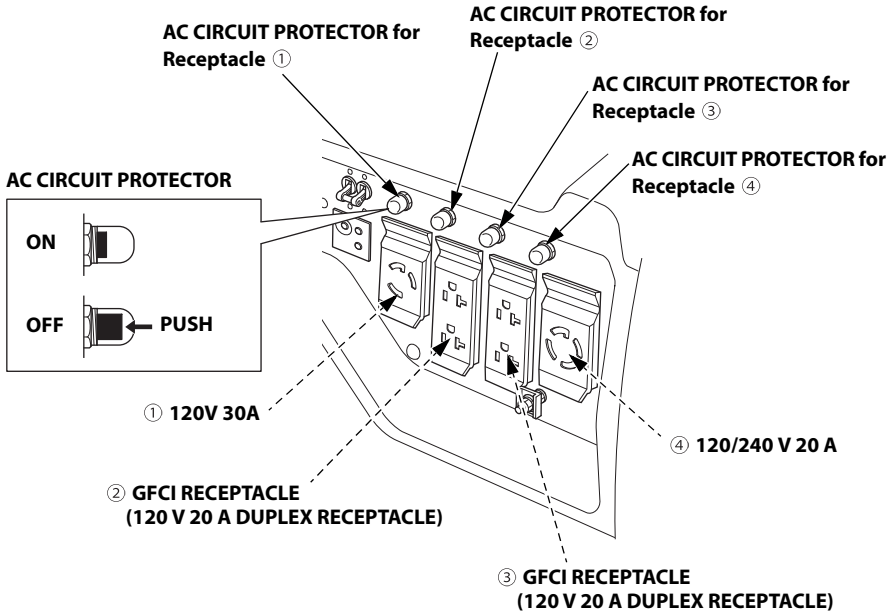 AC CIRCUIT PROTECTOR for
Receptacle ①
AC CIRCUIT PROTECTOR for
Receptacle ②
AC CIRCUIT PROTECTOR for
Receptacle ③
AC CIRCUIT PROTECTOR for
Receptacle ④
AC CIRCUIT PROTECTOR
ON
OFF
PUSH
① 120V 30A
④ 120/240 V 20 A
② GFCI RECEPTACLE
(120 V 20 A DUPLEX RECEPTACLE)
③ GFCI RECEPTACLE
(120 V 20 A DUPLEX RECEPTACLE)